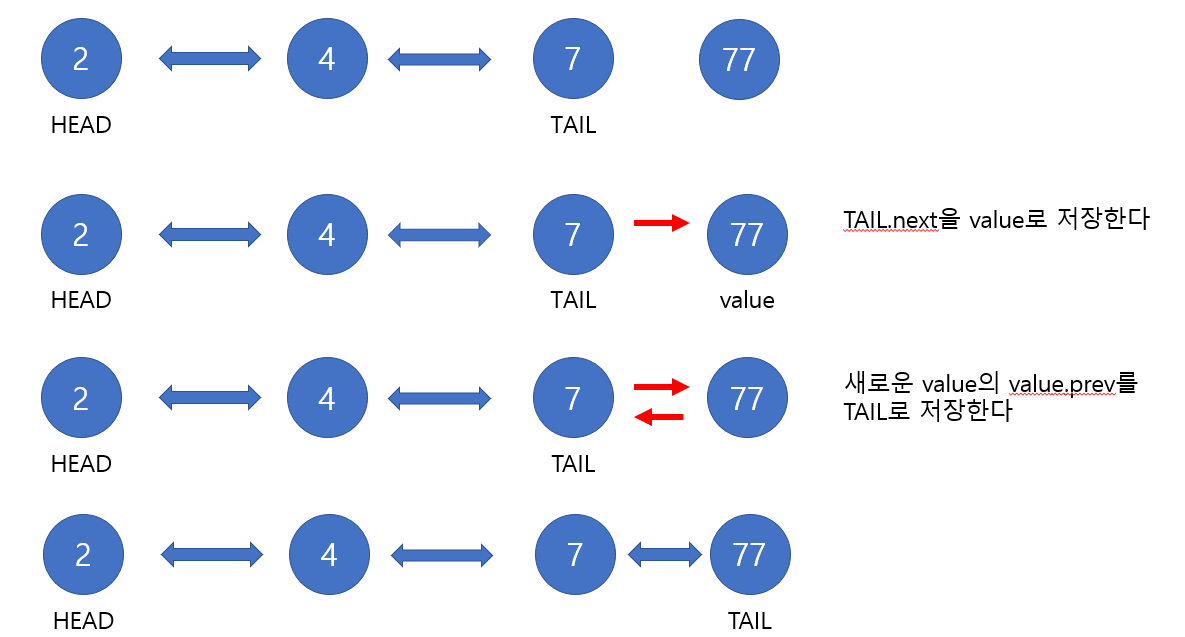 2 4 7 77
HEAD TAIL
2 4 7 77 TAIL.next을 value로 저장한다
HEAD TAIL value
2 4 7 77 새로운 value의 value.prev를
TAIL로 저장한다
HEAD TAIL
2 4 7 77
HEAD TAIL